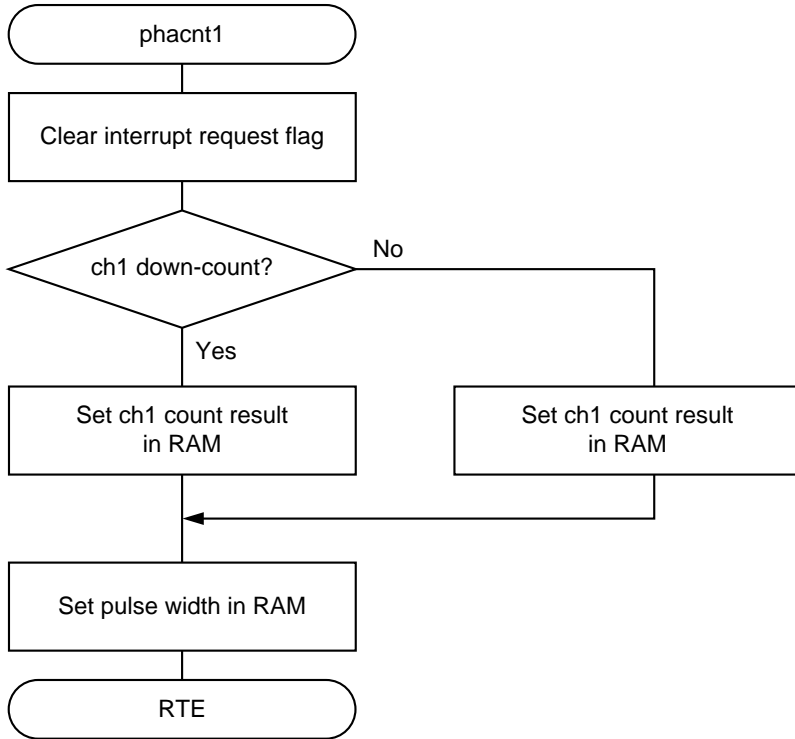 phacnt1
Clear interrupt request flag
ch1 down-count?
No
Yes
Set ch1 count result
in RAM
Set ch1 count result
in RAM
Set pulse width in RAM
RTE